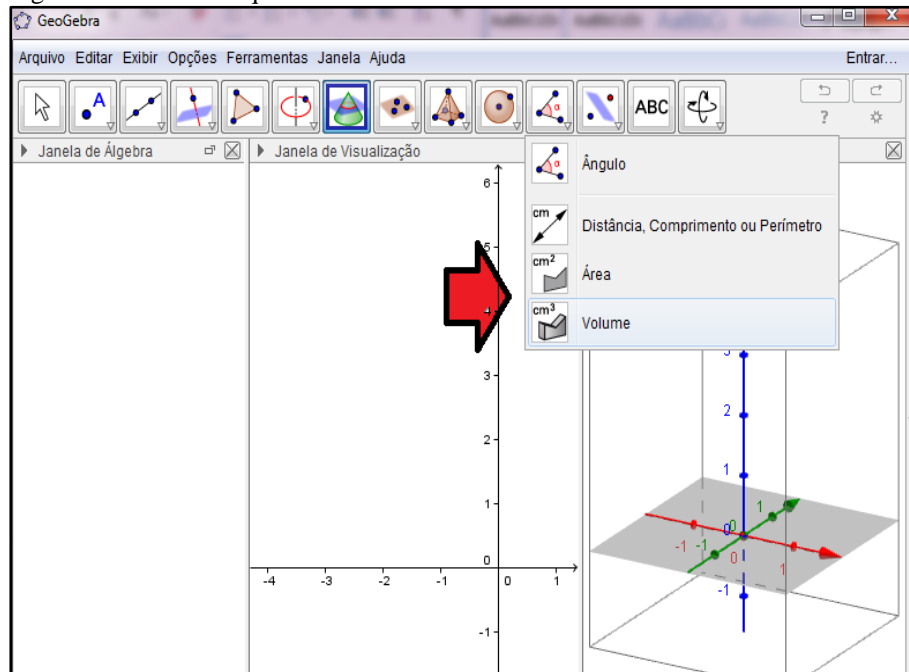 GeoGebra
Arquivo Editar Exibir Opções Ferramentas Janela Ajuda Entrar...
A α ABC ?
Janela de Álgebra Janela de Visualização
Ângulo
cm Distância, Comprimento ou Perímetro
cm² Área
cm³ Volume
6
5
4
3
2
1
0
-1
-4 -3 -2 -1 0 1
3
2
1
0
-1
-1 0 1
-1 0 1